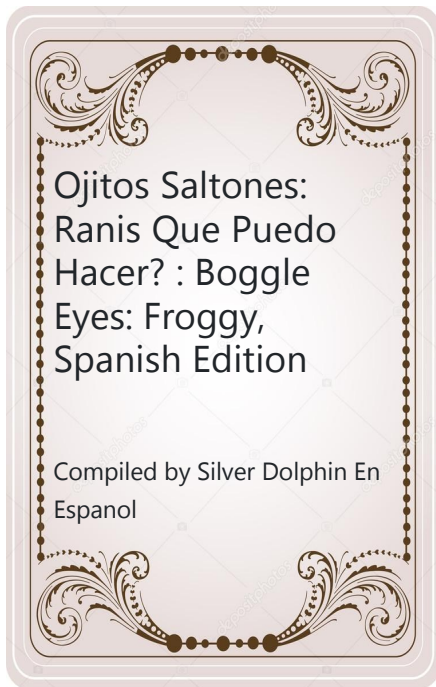 Ojitos Saltones:
Ranis Que Puedo
Hacer? : Boggle
Eyes: Froggy,
Spanish Edition
Compiled by Silver Dolphin En
Espanol